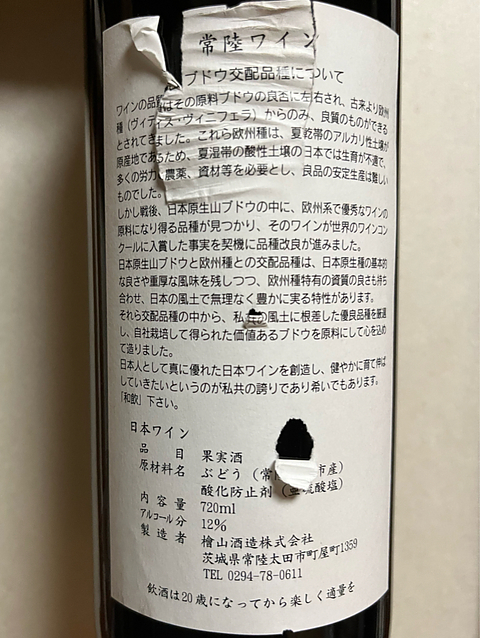 常陸ワイン
ブドウ交配品種について
ワインの品質はその原料ブドウの良否に左右され、古来より欧州
種（ヴィティス・ヴィニフェラ）からのみ、良質のものができる
とされてきました。これら欧州種は、夏乾帯のアルカリ性土壌が
原産地であるため、夏湿帯の酸性土壌の日本では生育が不適で、
多くの労力、農薬、資材等を必要とし、良品の安定生産は難しい
ものでした。
しかし戦後、日本原生山ブドウの中に、欧州系で優秀なワインの
原料になり得る品種が見つかり、そのワインが世界のワインコン
クールに入賞した事実を契機に品種改良が進みました。
日本原生山ブドウと欧州種との交配品種は、日本原生種の基本的
な良さや重厚な風味を残しつつ、欧州種特有の資質の良さも持ち
合わせ、日本の風土で無理なく豊かに実る特性があります。
それら交配品種の中から、私共の風土に根差した優良品種を厳選
し、自社栽培して得られた価値あるブドウを原料にして心を込め
て造りました。
日本人として真に優れた日本ワインを創造し、健やかに育て伸ば
していきたいというのが私共の誇りであり希いでもあります。
「和飲」下さい。
日本ワイン
品目 果実酒
原材料名 ぶどう（常 市産）
酸化防止剤（亜硫酸塩）
内容量 720ml
アルコール分 12%
製造者 檜山酒造株式会社
茨城県常陸太田市町屋町1359
TEL 0294-78-0611
飲酒は20歳になってから楽しく適量を